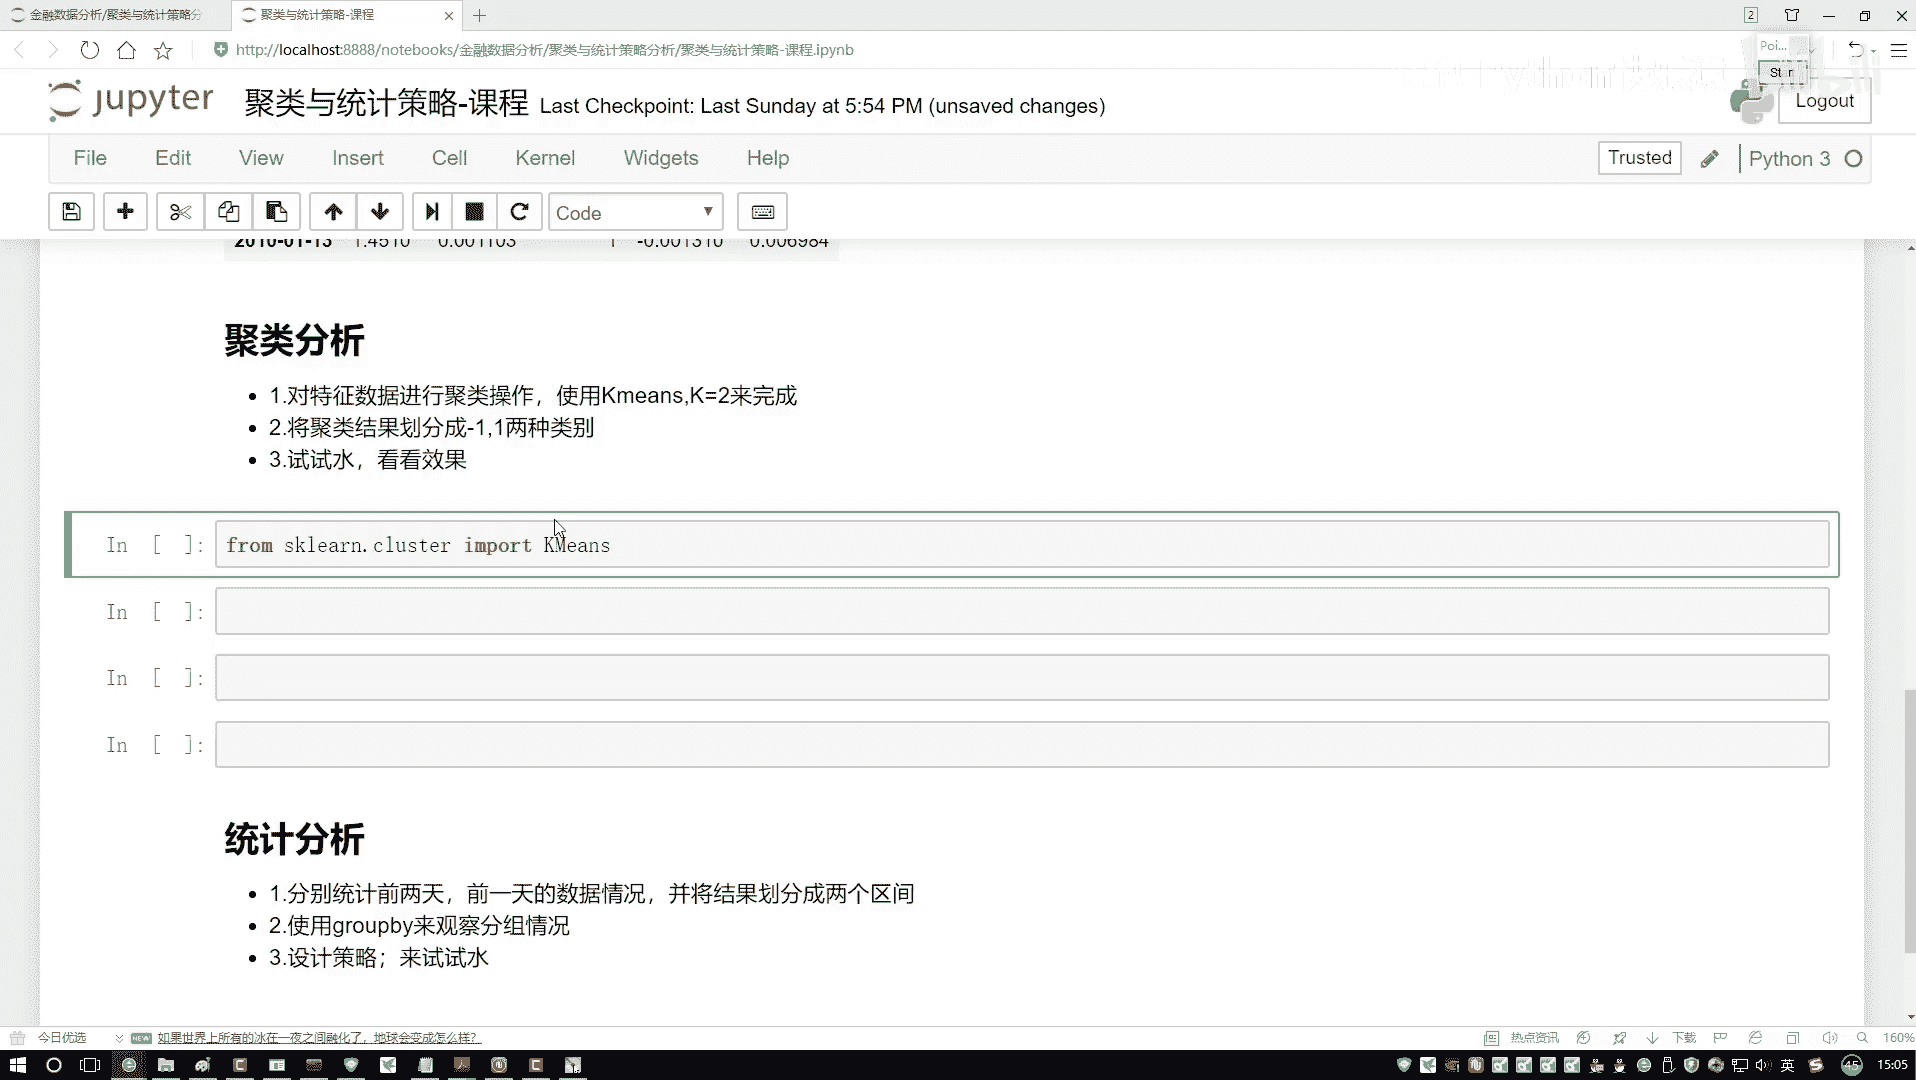 金融数据分析/聚类与统计策略分
聚类与统计策略-课程
2
http://localhost:8888/notebooks/金融数据分析/聚类与统计策略分析/聚类与统计策略-课程.ipynb
Poi...
jupyter
聚类与统计策略-课程 Last Checkpoint: Last Sunday at 5:54 PM (unsaved changes)
Logout
File Edit View Insert Cell Kernel Widgets Help
Trusted
Python 3
Code
2010-01-13 1.4510 0.001103 1 -0.001310 0.006984
聚类分析
1.对特征数据进行聚类操作，使用Kmeans,K=2来完成
2.将聚类结果划分成-1,1两种类别
3.试试水，看看效果
In [ ]: from sklearn.cluster import KMeans
In [ ]:
In [ ]:
In [ ]:
统计分析
1.分别统计前两天，前一天的数据情况，并将结果划分成两个区间
2.使用groupby来观察分组情况
3.设计策略；来试试水
今日优选
NEW
如果世界上所有的冰在一夜之间融化了，地球会变成怎么样？
热点资讯
下载
160%
英
45
15:05